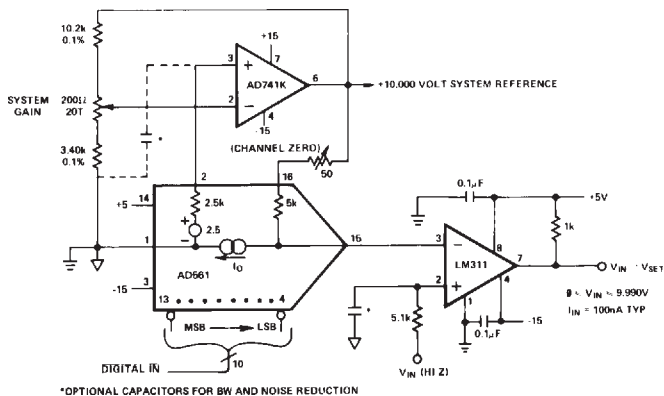 10.2k
0.1%
+15
7
3
+
AD741K
6
+10.000 VOLT SYSTEM REFERENCE
SYSTEM
GAIN
200Ω
20T
2
−
4
-15
(CHANNEL ZERO)
*
3.40k
0.1%
50
2
16
0.1µF
+5V
+5
14
2.5k
5k
1k
+
2.5
−
15
3
−
8
7
1
IO
LM311
AD561
2
+
4
1
-15
3
*
5.1k
0.1µF
-15
13
4
MSB
LSB
10
DIGITAL IN
VIN (HI Z)
VIN VSET
VIN 9.990V
IIN = 100nA TYP
*OPTIONAL CAPACITORS FOR BW AND NOISE REDUCTION